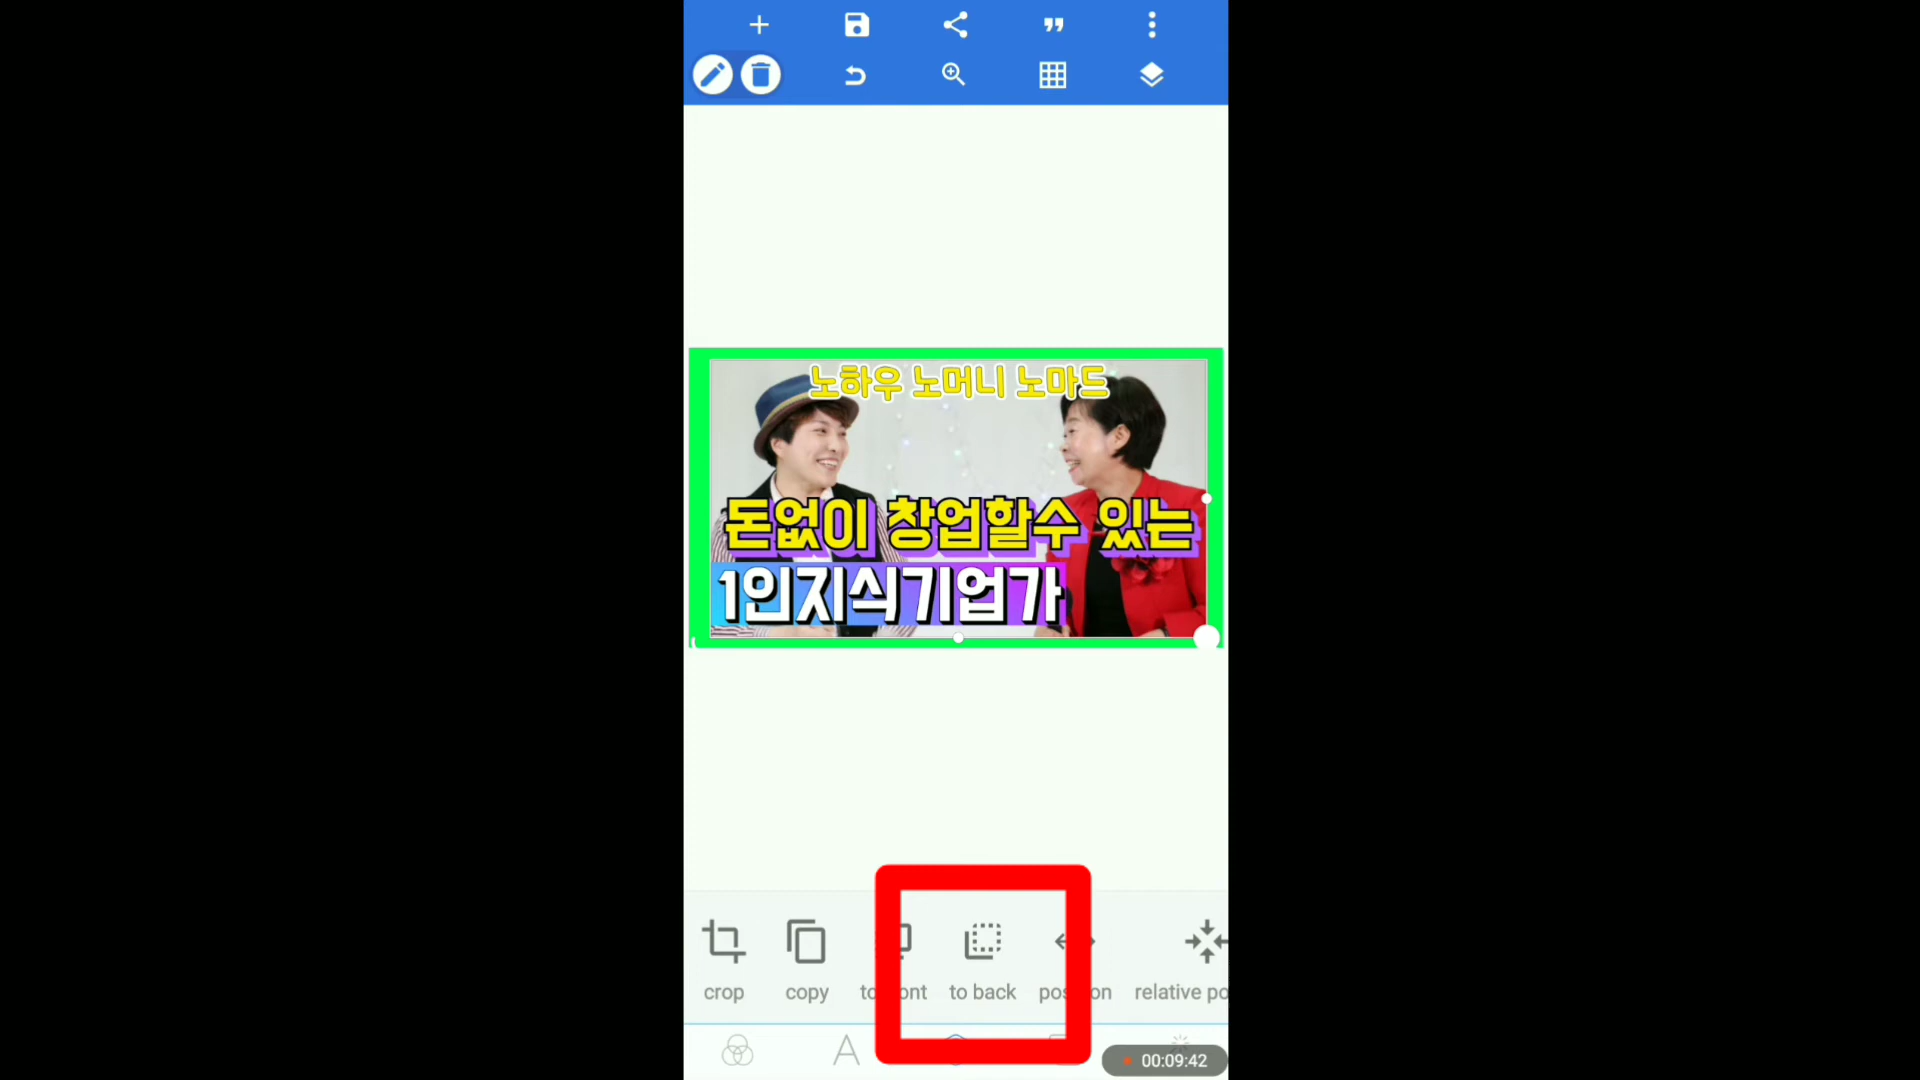 노하우 노머니 노마드
돈없이 창업할수 있는
1인지식기업가
crop copy to back relative po
00:09:42